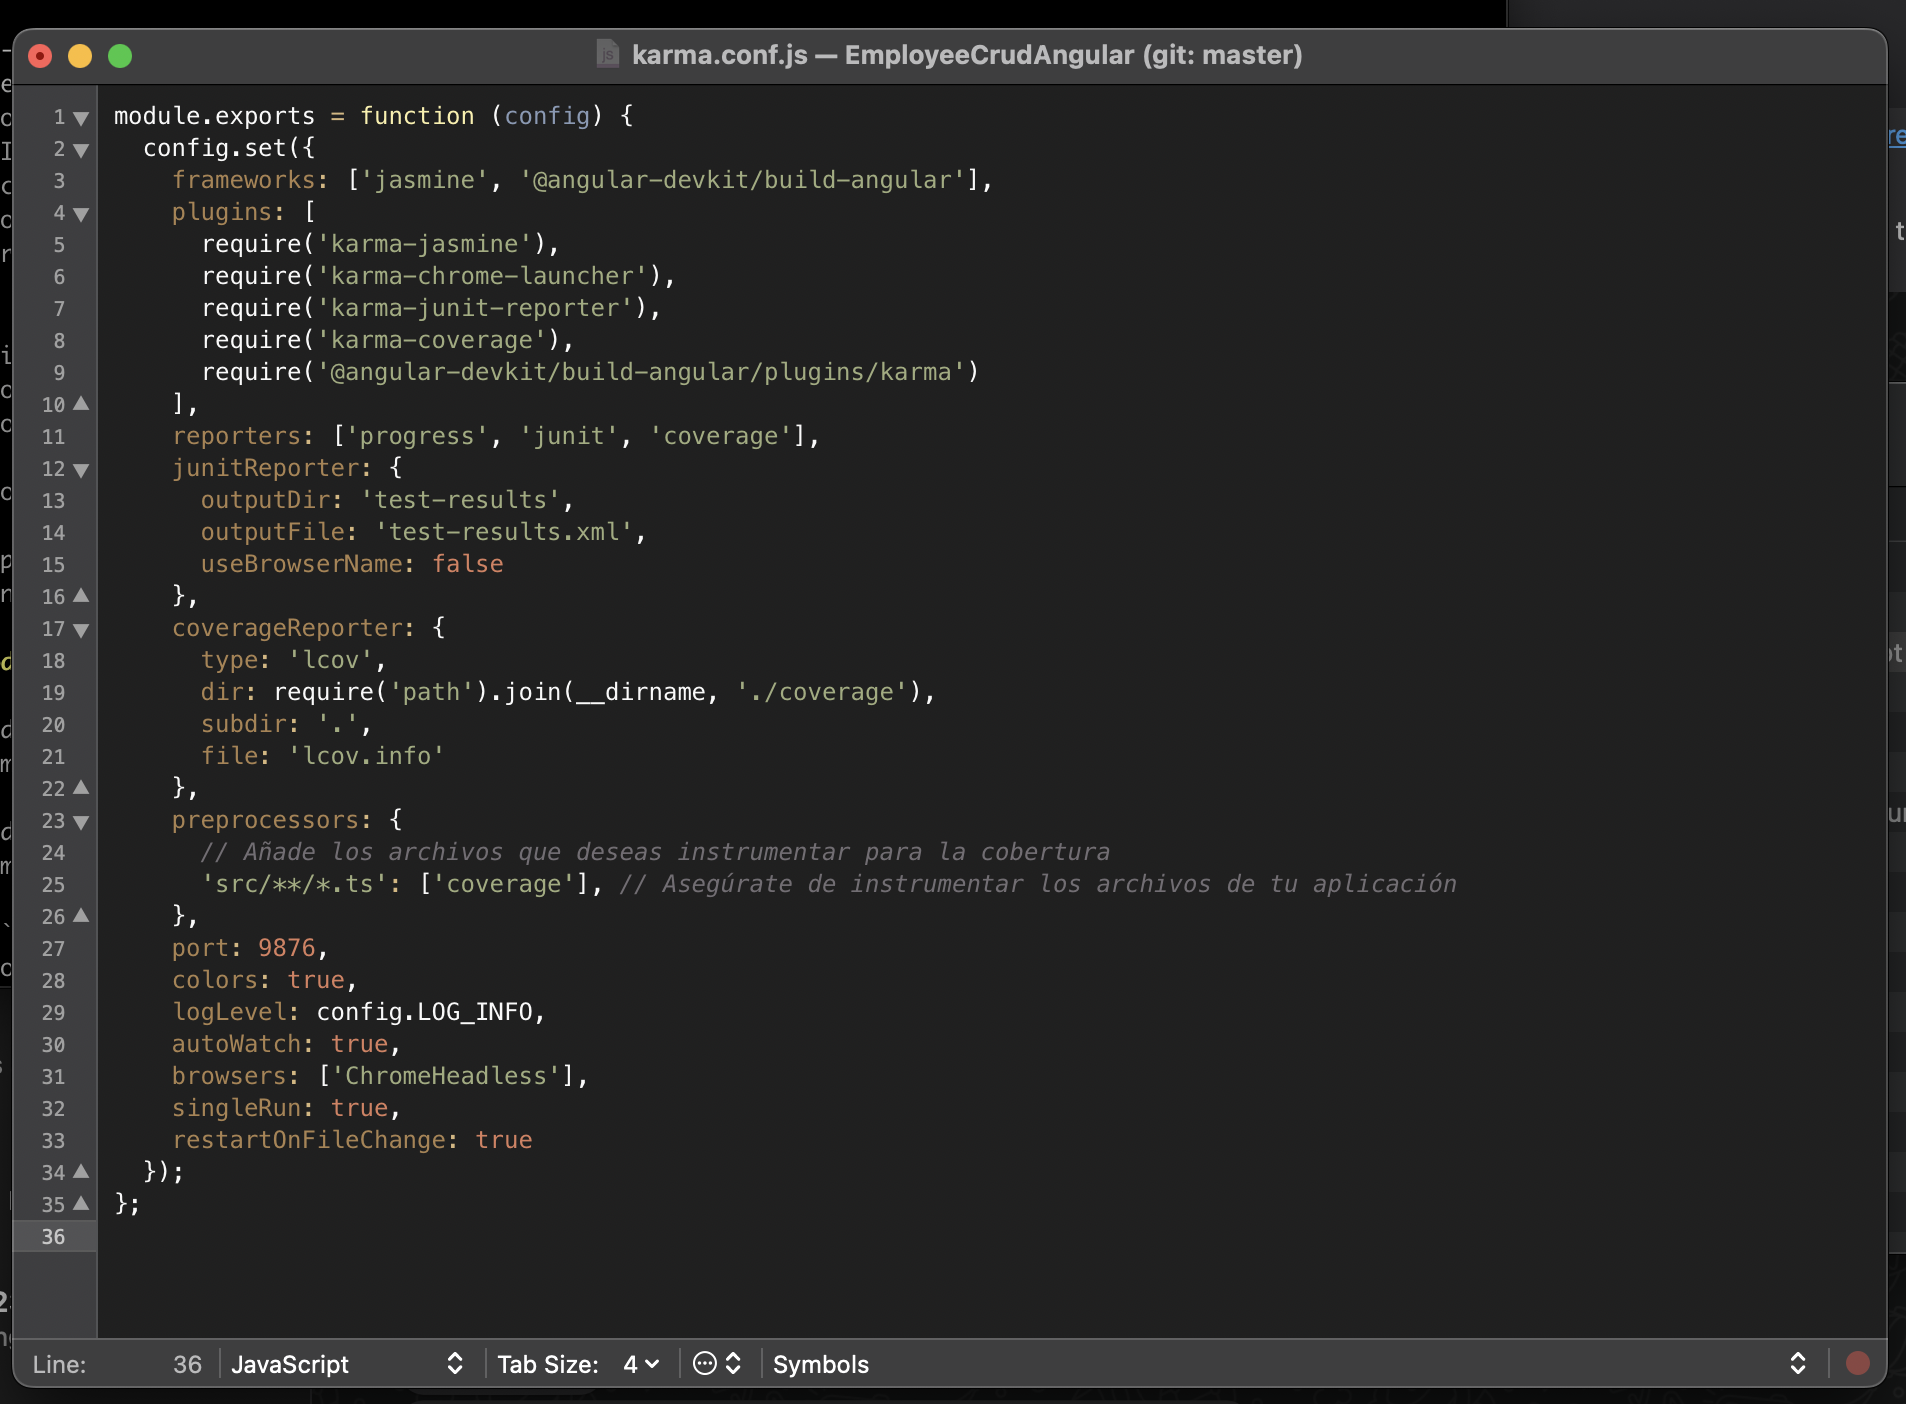 karma.conf.js — EmployeeCrudAngular (git: master)
1 module.exports = function (config) {
2   config.set({
3     frameworks: ['jasmine', '@angular-devkit/build-angular'],
4     plugins: [
5       require('karma-jasmine'),
6       require('karma-chrome-launcher'),
7       require('karma-junit-reporter'),
8       require('karma-coverage'),
9       require('@angular-devkit/build-angular/plugins/karma')
10     ],
11     reporters: ['progress', 'junit', 'coverage'],
12     junitReporter: {
13       outputDir: 'test-results',
14       outputFile: 'test-results.xml',
15       useBrowserName: false
16     },
17     coverageReporter: {
18       type: 'lcov',
19       dir: require('path').join(__dirname, './coverage'),
20       subdir: '.',
21       file: 'lcov.info'
22     },
23     preprocessors: {
24       // Añade los archivos que deseas instrumentar para la cobertura
25       'src/**/*.ts': ['coverage'], // Asegúrate de instrumentar los archivos de tu aplicación
26     },
27     port: 9876,
28     colors: true,
29     logLevel: config.LOG_INFO,
30     autoWatch: true,
31     browsers: ['ChromeHeadless'],
32     singleRun: true,
33     restartOnFileChange: true
34   });
35 };
36
Line: 36 JavaScript Tab Size: 4 Symbols